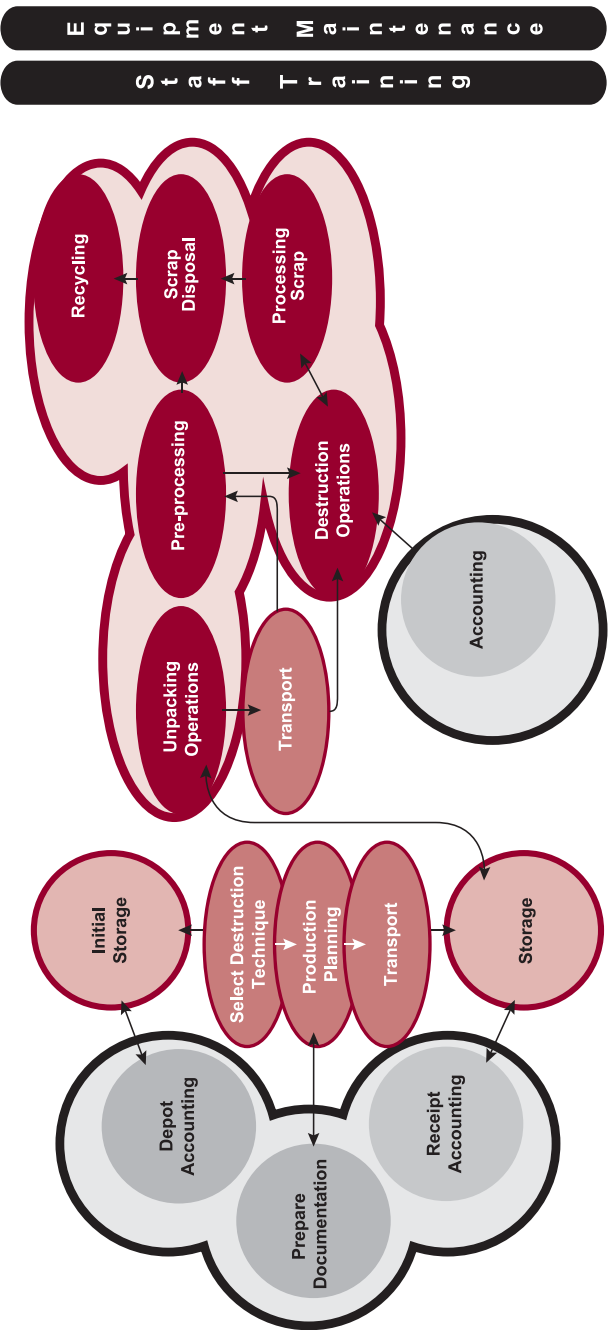 Equipment Maintenance
Staff Training
Recycling
Scrap
Disposal
Processing
Scrap
Pre-processing
Destruction
Operations
Unpacking
Operations
Transport
Accounting
Initial
Storage
Select Destruction
Technique
Production
Planning
Transport
Storage
Depot
Accounting
Prepare
Documentation
Receipt
Accounting